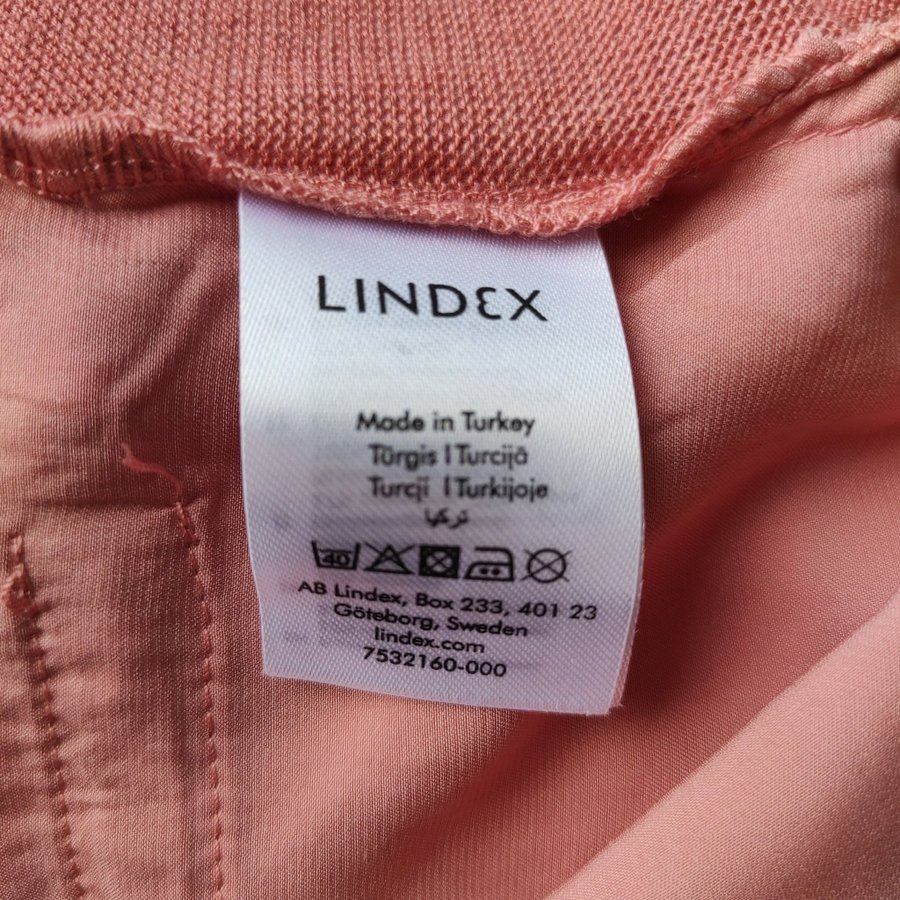 LINDEX
Made in Turkey
Türgis | Turcijā
Turcji | Turkijoje
تركيا
40
AB Lindex, Box 233, 401 23
Göteborg, Sweden
lindex.com
7532160-000